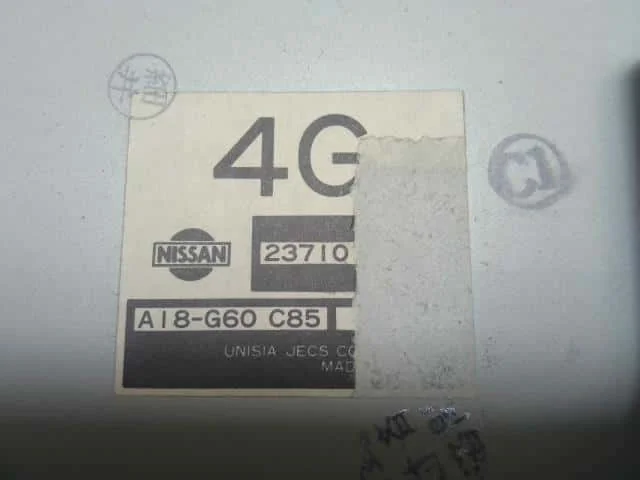 4G
NISSAN
23710
A18-G60 C85
UNISIA JECS CO
MAD
C1